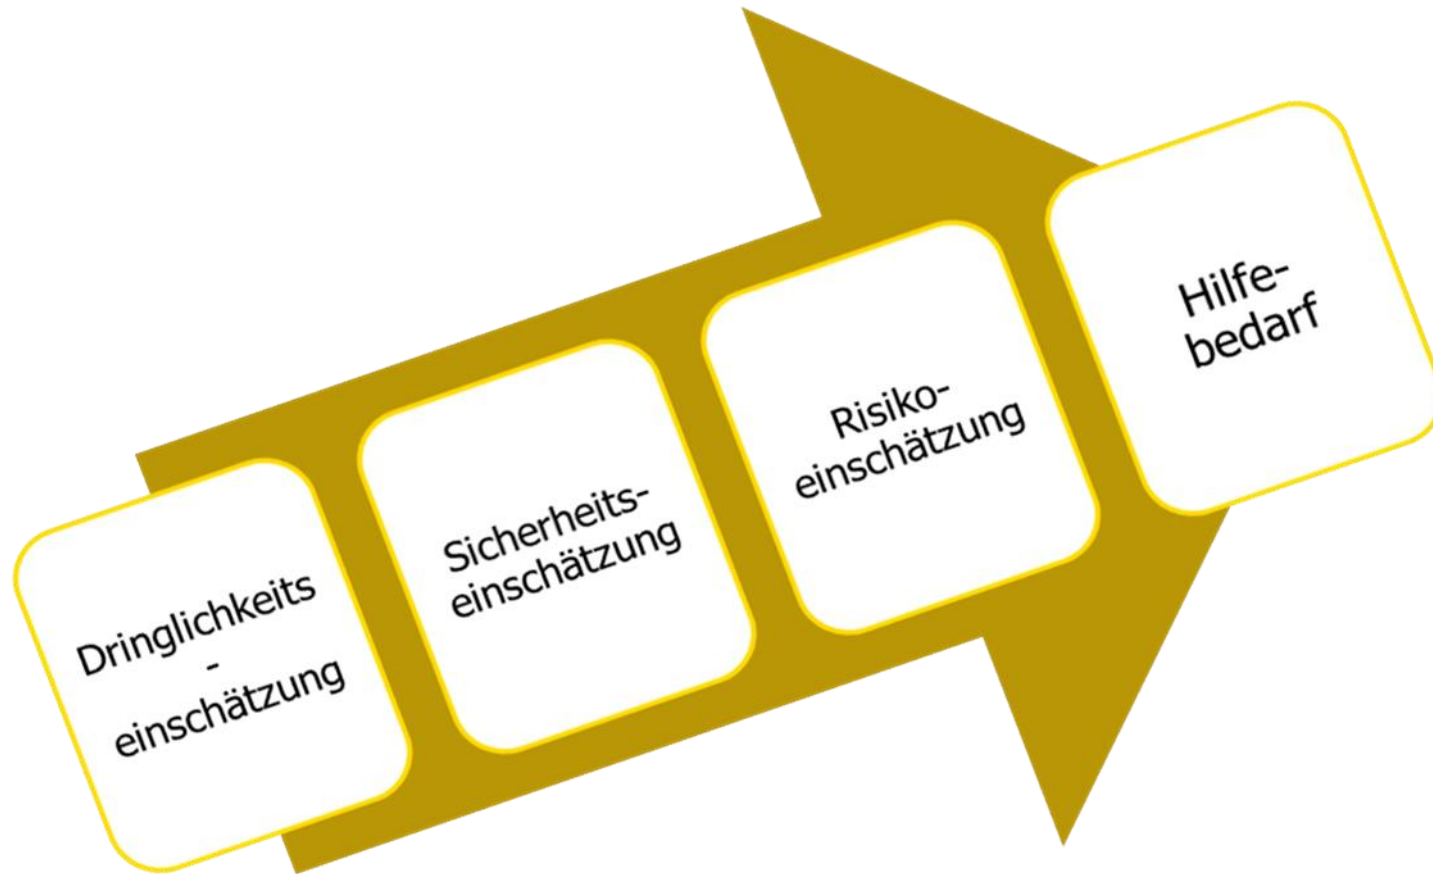 Dringlichkeits
-
einschätzung
Sicherheits-
einschätzung
Risiko-
einschätzung
Hilfe-
bedarf